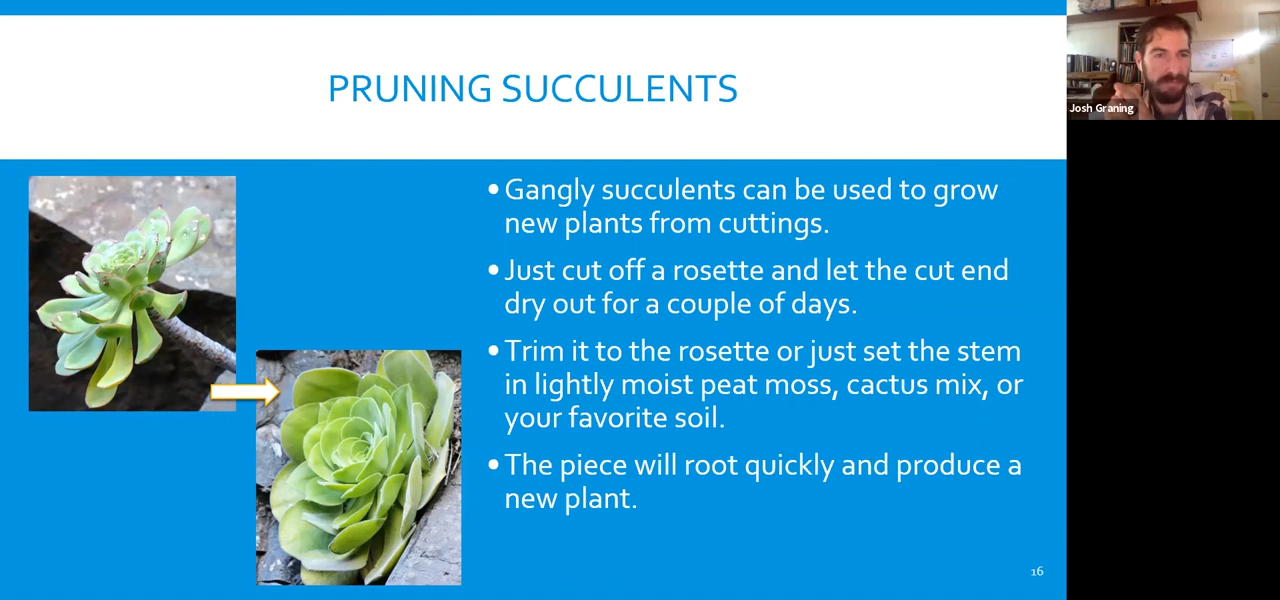 PRUNING SUCCULENTS
Josh Graning
•Gangly succulents can be used to grow
new plants from cuttings.
•Just cut off a rosette and let the cut end
dry out for a couple of days.
•Trim it to the rosette or just set the stem
in lightly moist peat moss, cactus mix, or
your favorite soil.
•The piece will root quickly and produce a
new plant.
16